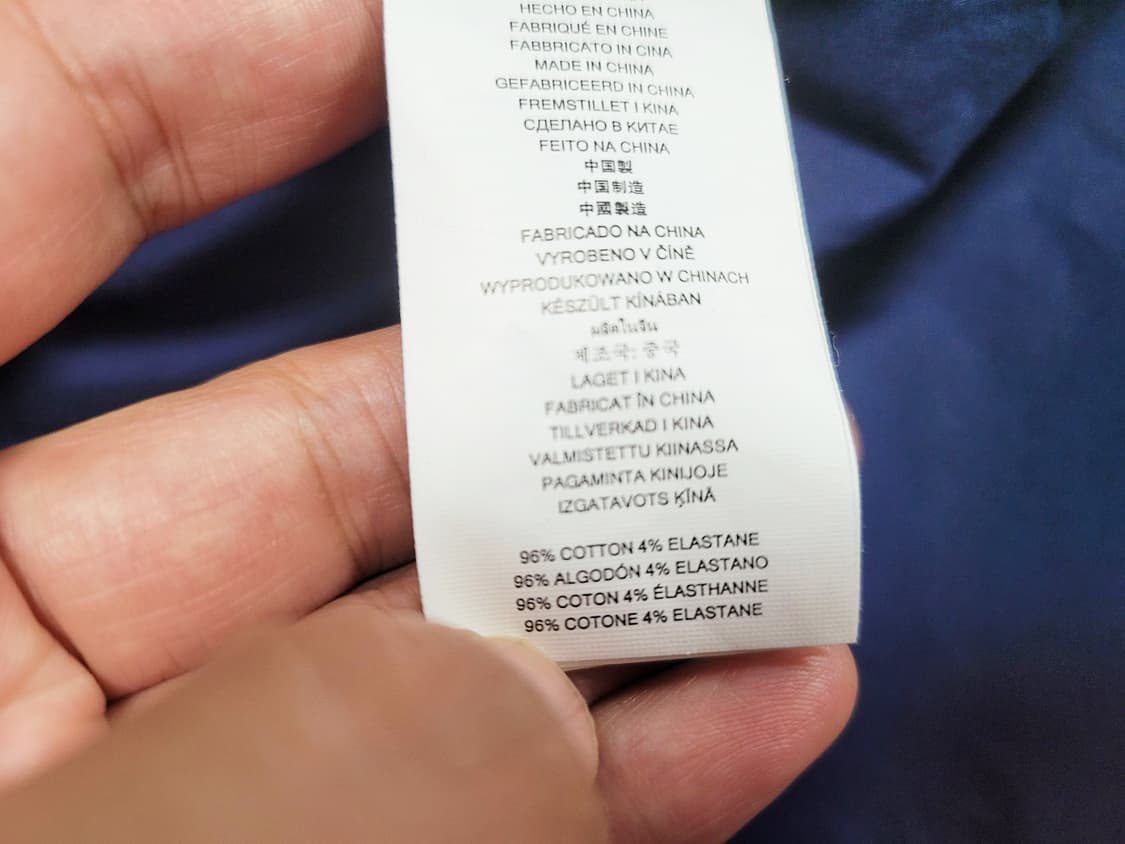 HECHO EN CHINA
FABRIQUÉ EN CHINE
FABBRICATO IN CINA
MADE IN CHINA
GEFABRICEERD IN CHINA
FREMSTILLET I KINA
СДЕЛАНО В КИТАЕ
FEITO NA CHINA
中国製
中国制造
中國製造
FABRICADO NA CHINA
VYROBENO V ČÍNĚ
WYPRODUKOWANO W CHINACH
KÉSZÜLT KÍNÁBAN
ผลิตในจีน
제조국: 중국
LAGET I KINA
FABRICAT ÎN CHINA
TILLVERKAD I KINA
VALMISTETTU KIINASSA
PAGAMINTA KINIJOJE
IZGATAVOTS ĶĪNĀ
96% COTTON 4% ELASTANE
96% ALGODÓN 4% ELASTANO
96% COTON 4% ÉLASTHANNE
96% COTONE 4% ELASTANE